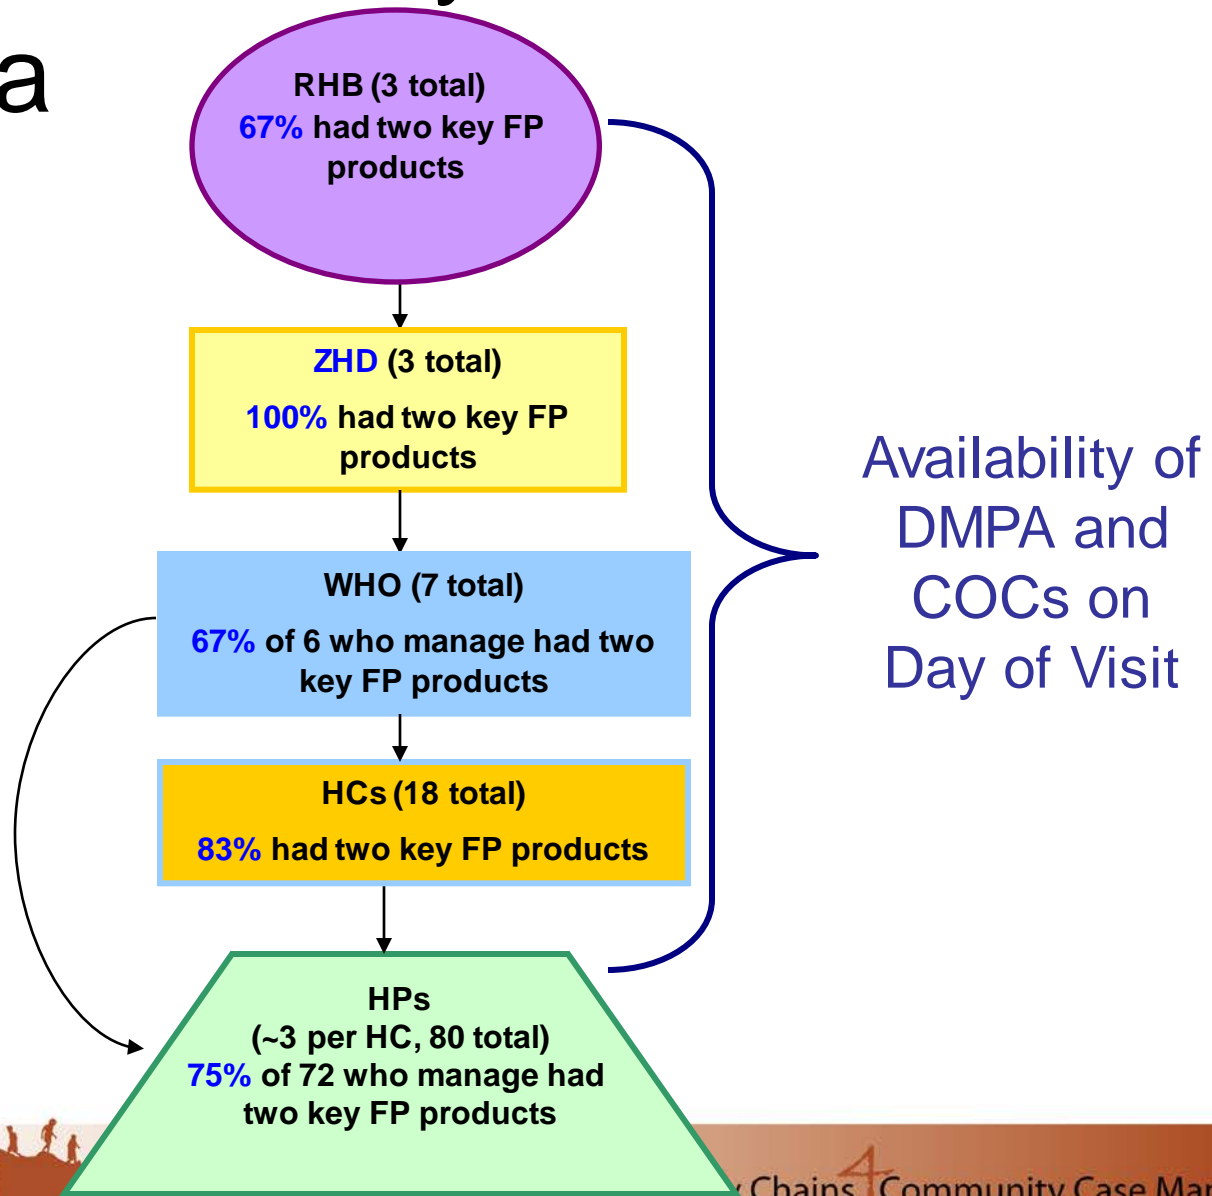 a
RHB (3 total)
67% had two key FP
products
ZHD (3 total)
100% had two key FP
products
WHO (7 total)
67% of 6 who manage had two
key FP products
HCs (18 total)
83% had two key FP products
HPs
(~3 per HC, 80 total)
75% of 72 who manage had
two key FP products
Availability of
DMPA and
COCs on
Day of Visit
Chains 4 Community Case